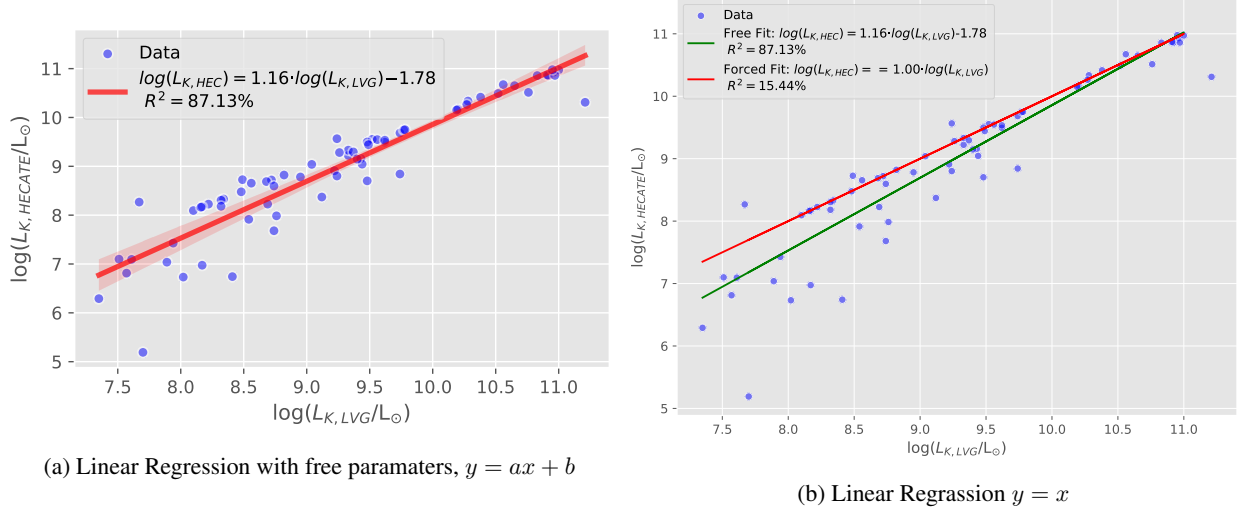 Data
log(L_{K,HEC}) = 1.16·log(L_{K,LVG})−1.78
R² = 87.13%
11
10
9
8
7
6
5
log(L_{K,HECATE}/L_⊙)
7.5 8.0 8.5 9.0 9.5 10.0 10.5 11.0
log(L_{K,LVG}/L_⊙)
(a) Linear Regression with free paramaters, y = ax + b
Data
Free Fit: log(L_{K,HEC}) = 1.16·log(L_{K,LVG})-1.78
R² = 87.13%
Forced Fit: log(L_{K,HEC}) = = 1.00·log(L_{K,LVG})
R² = 15.44%
11
10
9
8
7
6
5
log(L_{K,HECATE}/L_⊙)
7.5 8.0 8.5 9.0 9.5 10.0 10.5 11.0
log(L_{K,LVG}/L_⊙)
(b) Linear Regrassion y = x